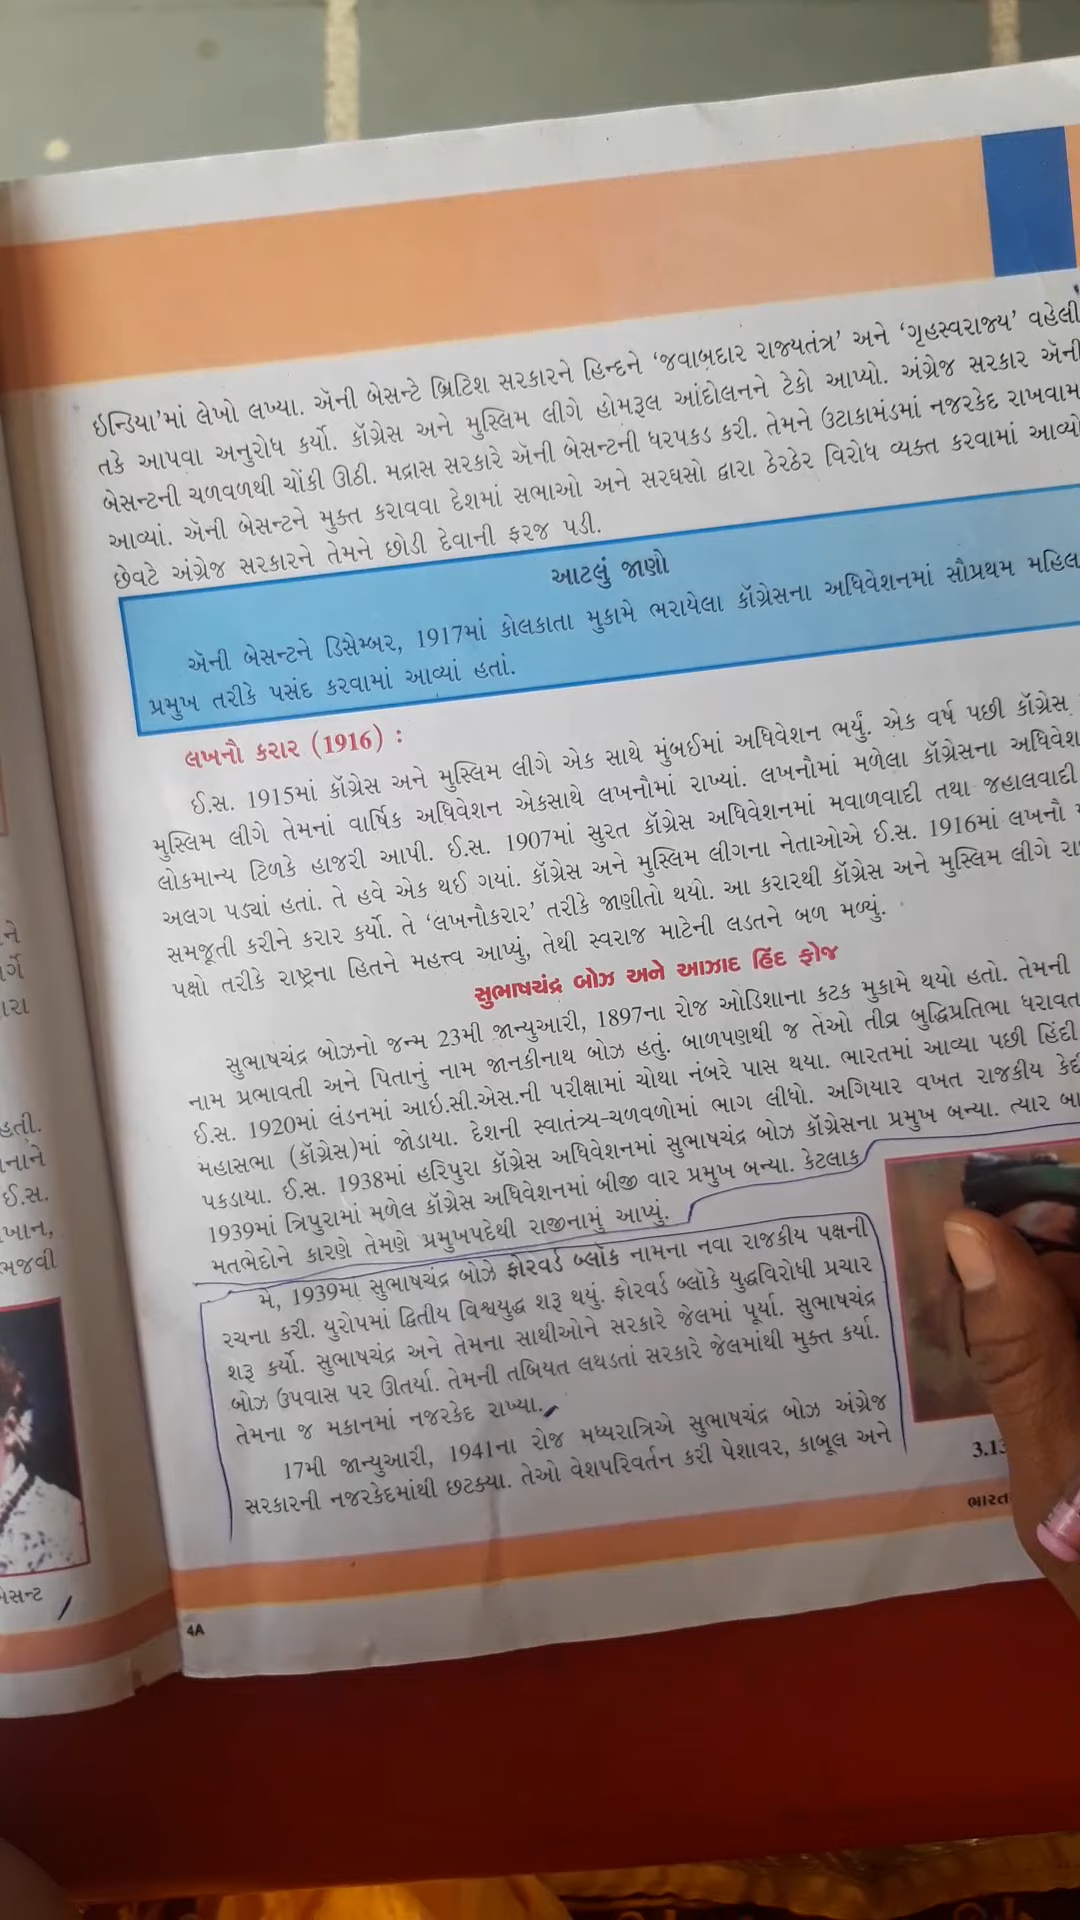 ઇન્ડિયા'માં લેખો લખ્યા. ઍની બેસન્ટે બ્રિટિશ સરકારને હિન્દને 'જવાબદાર રાજ્યતંત્ર' અને 'ગૃહસ્વરાજ્ય' વહેલી
તકે આપવા અનુરોધ કર્યો. કૉંગ્રેસ અને મુસ્લિમ લીગે હોમરૂલ આંદોલનને ટેકો આપ્યો. અંગ્રેજ સરકાર ઍની
બેસન્ટની ચળવળથી ચોંકી ઊઠી. મદ્રાસ સરકારે ઍની બેસન્ટની ધરપકડ કરી. તેમને ઉટાકામંડમાં નજરકેદ રાખવામ
આવ્યાં. ઍની બેસન્ટને મુક્ત કરાવવા દેશમાં સભાઓ અને સરઘસો દ્વારા ઠેરઠેર વિરોધ વ્યક્ત કરવામાં આવ્યો
છેવટે અંગ્રેજ સરકારને તેમને છોડી દેવાની ફરજ પડી.
આટલું જાણો
ઍની બેસન્ટને ડિસેમ્બર, 1917માં કોલકાતા મુકામે ભરાયેલા કૉંગ્રેસના અધિવેશનમાં સૌપ્રથમ મહિલ
પ્રમુખ તરીકે પસંદ કરવામાં આવ્યાં હતાં.
લખનૌ કરાર (1916) :
ઈ.સ. 1915માં કૉંગ્રેસ અને મુસ્લિમ લીગે એક સાથે મુંબઈમાં અધિવેશન ભર્યું. એક વર્ષ પછી કૉંગ્રેસ
મુસ્લિમ લીગે તેમનાં વાર્ષિક અધિવેશન એકસાથે લખનૌમાં રાખ્યાં. લખનૌમાં મળેલા કૉંગ્રેસના અધિવેશ
લોકમાન્ય ટિળકે હાજરી આપી. ઈ.સ. 1907માં સુરત કૉંગ્રેસ અધિવેશનમાં મવાળવાદી તથા જહાલવાદી
અલગ પડ્યાં હતાં. તે હવે એક થઈ ગયાં. કૉંગ્રેસ અને મુસ્લિમ લીગના નેતાઓએ ઈ.સ. 1916માં લખનૌ
સમજૂતી કરીને કરાર કર્યો. તે 'લખનૌકરાર' તરીકે જાણીતો થયો. આ કરારથી કૉંગ્રેસ અને મુસ્લિમ લીગે રા
પક્ષો તરીકે રાષ્ટ્રના હિતને મહત્ત્વ આપ્યું, તેથી સ્વરાજ માટેની લડતને બળ મળ્યું.
સુભાષચંદ્ર બોઝ અને આઝાદ હિંદ ફોજ
સુભાષચંદ્ર બોઝનો જન્મ 23મી જાન્યુઆરી, 1897ના રોજ ઓડિશાના કટક મુકામે થયો હતો. તેમની
નામ પ્રભાવતી અને પિતાનું નામ જાનકીનાથ બોઝ હતું. બાળપણથી જ તેઓ તીવ્ર બુદ્ધિપ્રતિભા ધરાવત
ઈ.સ. 1920માં લંડનમાં આઇ.સી.એસ.ની પરીક્ષામાં ચોથા નંબરે પાસ થયા. ભારતમાં આવ્યા પછી હિંદી
મહાસભા (કૉંગ્રેસ)માં જોડાયા. દેશની સ્વાતંત્ર્ય-ચળવળોમાં ભાગ લીધો. અગિયાર વખત રાજકીય કેદી
પકડાયા. ઈ.સ. 1938માં હરિપુરા કૉંગ્રેસ અધિવેશનમાં સુભાષચંદ્ર બોઝ કૉંગ્રેસના પ્રમુખ બન્યા. ત્યાર બા
1939માં ત્રિપુરામાં મળેલ કૉંગ્રેસ અધિવેશનમાં બીજી વાર પ્રમુખ બન્યા. કેટલાક
મતભેદોને કારણે તેમણે પ્રમુખપદેથી રાજીનામું આપ્યું.
મે, 1939મા સુભાષચંદ્ર બોઝે ફોરવર્ડ બ્લૉક નામના નવા રાજકીય પક્ષની
રચના કરી. યુરોપમાં દ્વિતીય વિશ્વયુદ્ધ શરૂ થયું. ફોરવર્ડ બ્લૉકે યુદ્ધવિરોધી પ્રચાર
શરૂ કર્યો. સુભાષચંદ્ર અને તેમના સાથીઓને સરકારે જેલમાં પૂર્યા. સુભાષચંદ્ર
બોઝ ઉપવાસ પર ઊતર્યા. તેમની તબિયત લથડતાં સરકારે જેલમાંથી મુક્ત કર્યા.
તેમના જ મકાનમાં નજરકેદ રાખ્યા.
17મી જાન્યુઆરી, 1941ના રોજ મધ્યરાત્રિએ સુભાષચંદ્ર બોઝ અંગ્રેજ
સરકારની નજરકેદમાંથી છટક્યા. તેઓ વેશપરિવર્તન કરી પેશાવર, કાબૂલ અને
3.13
ભારત
4A
હતી.
ઈ.સ.